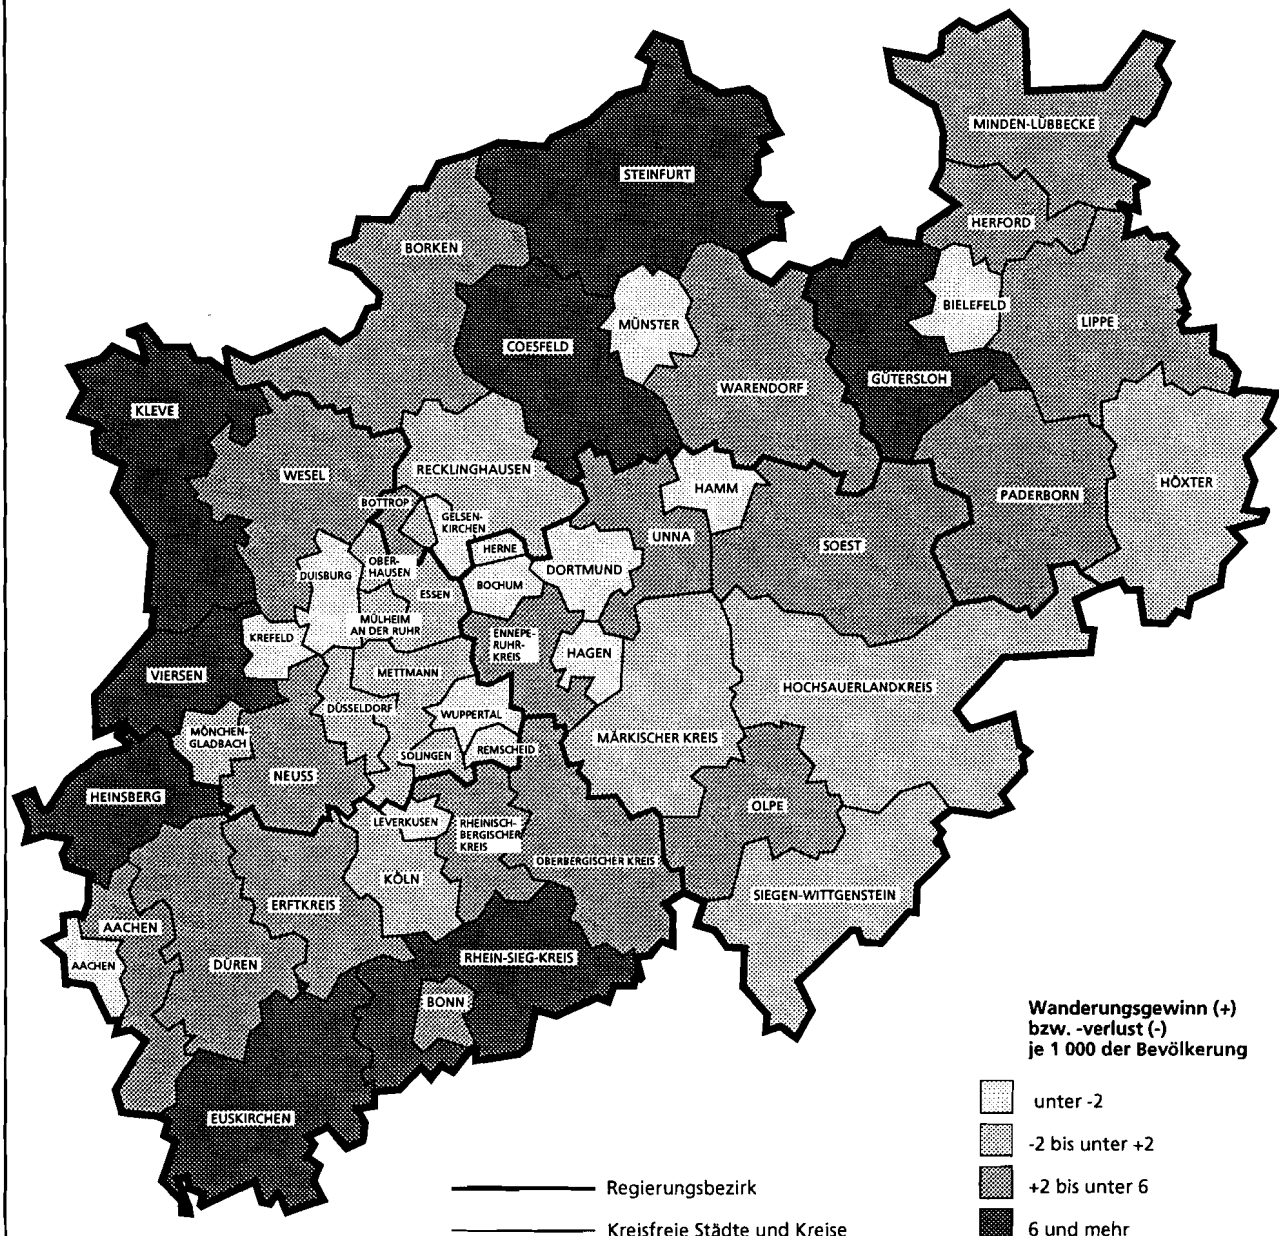 MINDEN-LÜBBECKE
STEINFURT
HERFORD
BORKEN
BIELEFELD
LIPPE
MÜNSTER
COESFELD
GÜTERSLOH
WARENDORF
KLEVE
RECKLINGHAUSEN
WESEL
HÖXTER
HAMM
PADERBORN
BOTTROP
GELSEN-
KIRCHEN
UNNA
SOEST
HERNE
OBER-
HAUSEN
DUISBURG
DORTMUND
BOCHUM
ESSEN
MÜLHEIM
AN DER RUHR
KREFELD
ENNEPE-
RUHR-
KREIS
HAGEN
METTMANN
VIERSEN
HOCHSAUERLANDKREIS
DÜSSELDORF
WUPPERTAL
MÖNCHEN-
GLADBACH
MÄRKISCHER KREIS
SOLINGEN
REMSCHEID
NEUSS
HEINSBERG
OLPE
LEVERKUSEN
RHEINISCH-
BERGISCHER
KREIS
OBERBERGISCHER KREIS
KÖLN
SIEGEN-WITTGENSTEIN
ERFTKREIS
AACHEN
RHEIN-SIEG-KREIS
AACHEN
DÜREN
BONN
EUSKIRCHEN
Wanderungsgewinn (+)
bzw. -verlust (-)
je 1 000 der Bevölkerung
unter -2
-2 bis unter +2
+2 bis unter 6
6 und mehr
Regierungsbezirk
Kreisfreie Städte und Kreise